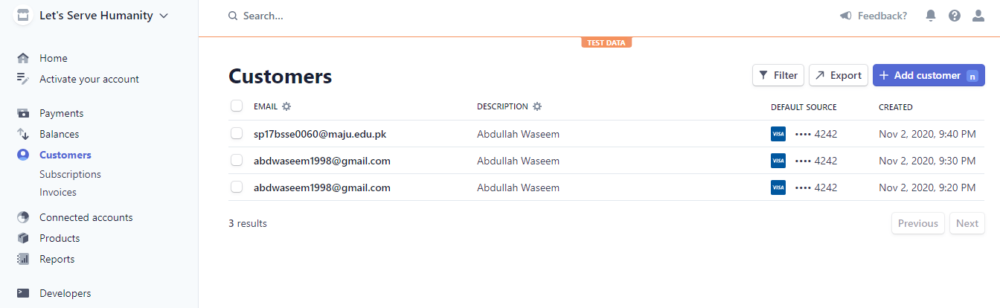 Let's Serve Humanity
Search...
Feedback?
TEST DATA
Home
Activate your account
Payments
Balances
Customers
Subscriptions
Invoices
Connected accounts
Products
Reports
Developers
Customers
Filter
Export
Add customer n
EMAIL DESCRIPTION DEFAULT SOURCE CREATED
sp17bsse0060@maju.edu.pk Abdullah Waseem VISA •••• 4242 Nov 2, 2020, 9:40 PM
abdwaseem1998@gmail.com Abdullah Waseem VISA •••• 4242 Nov 2, 2020, 9:30 PM
abdwaseem1998@gmail.com Abdullah Waseem VISA •••• 4242 Nov 2, 2020, 9:20 PM
3 results
Previous
Next